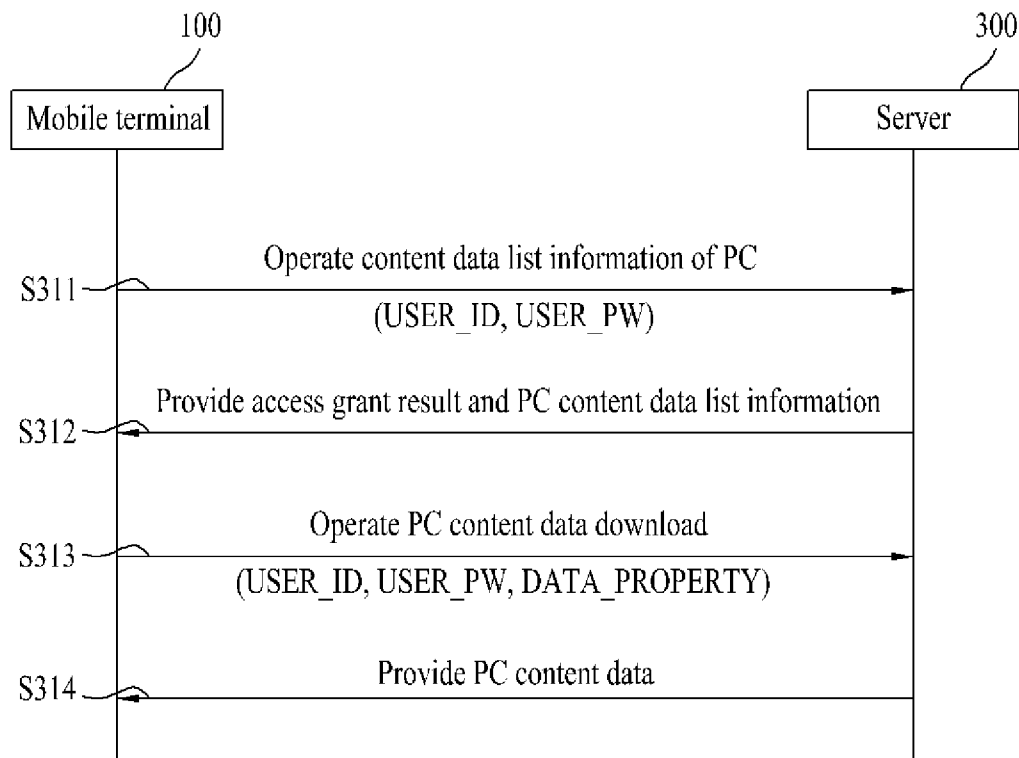 100
300
Mobile terminal
Server
Operate content data list information of PC
S311
(USER_ID, USER_PW)
Provide access grant result and PC content data list information
S312
Operate PC content data download
S313
(USER_ID, USER_PW, DATA_PROPERTY)
Provide PC content data
S314